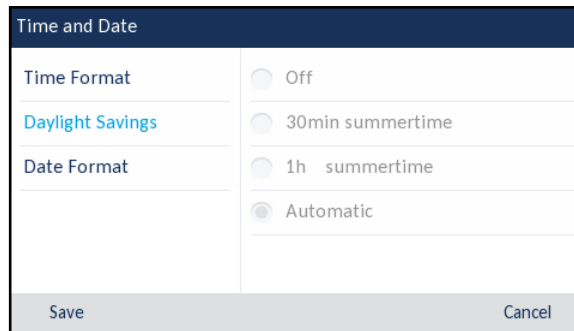 Time and Date
Time Format
Daylight Savings
Date Format
Off
30min summertime
1h summertime
Automatic
Save
Cancel